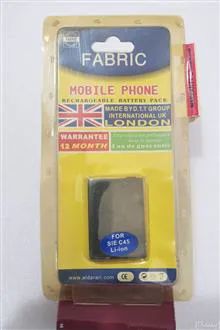 FABRIC
MOBILE PHONE
RECHARGEABLE BATTERY PACK
MADE BY D.T.T GROUP
INTERNATIONAL UK
LONDON
WARRANTEE
12 MONTH
FOR
SIE C45
Li-ion
CE